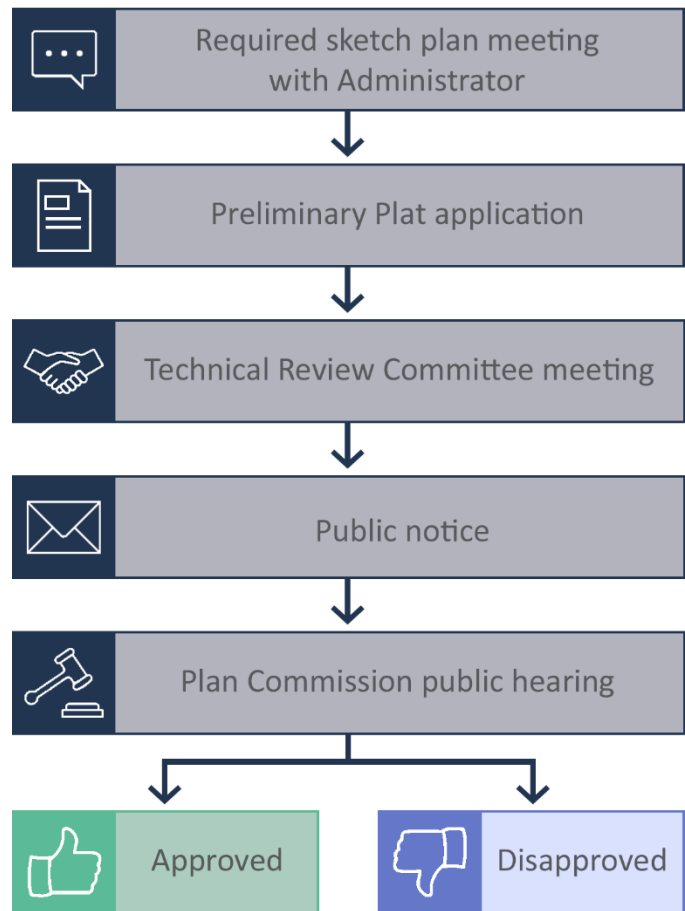 Required sketch plan meeting
with Administrator
Preliminary Plat application
Technical Review Committee meeting
Public notice
Plan Commission public hearing
Approved
Disapproved